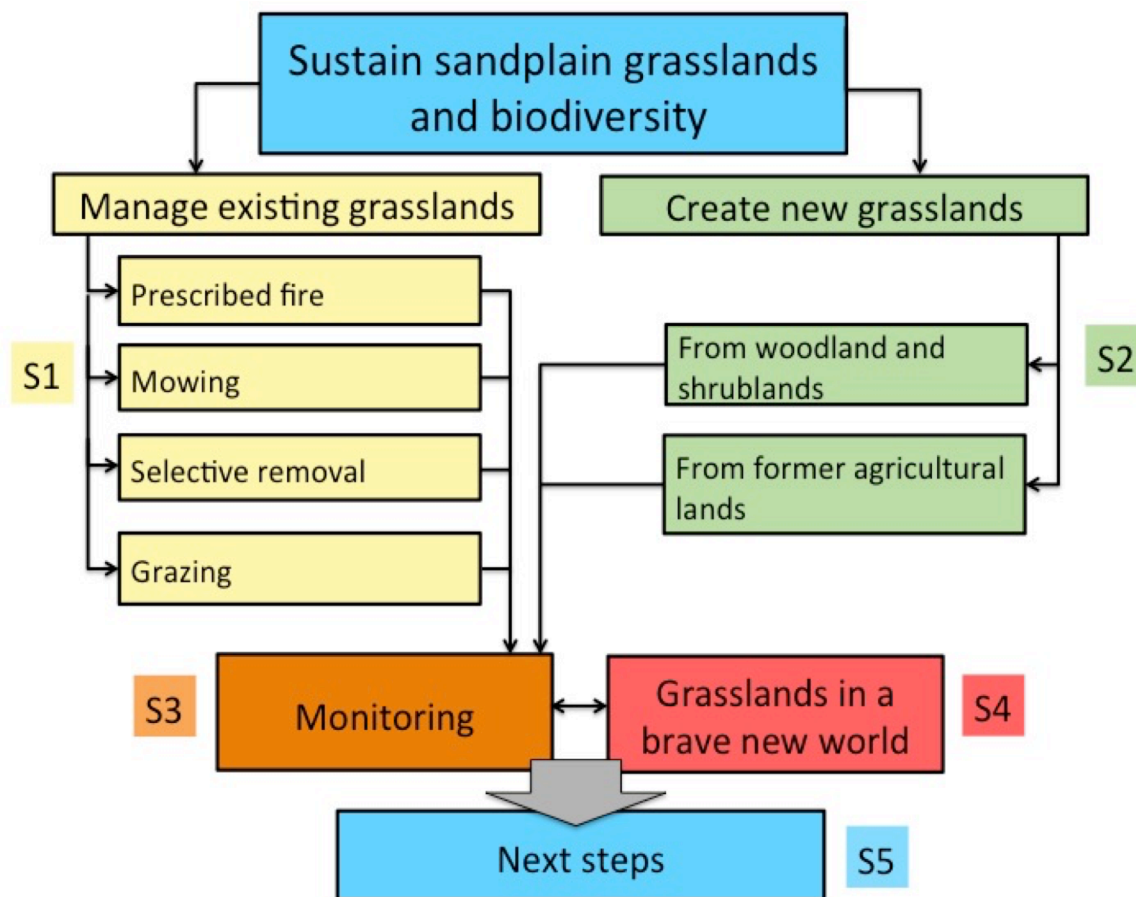 Sustain sandplain grasslands
and biodiversity
Manage existing grasslands
Create new grasslands
Prescribed fire
Mowing
Selective removal
Grazing
S1
From woodland and
shrublands
From former agricultural
lands
S2
S3
Monitoring
Grasslands in a
brave new world
S4
Next steps
S5